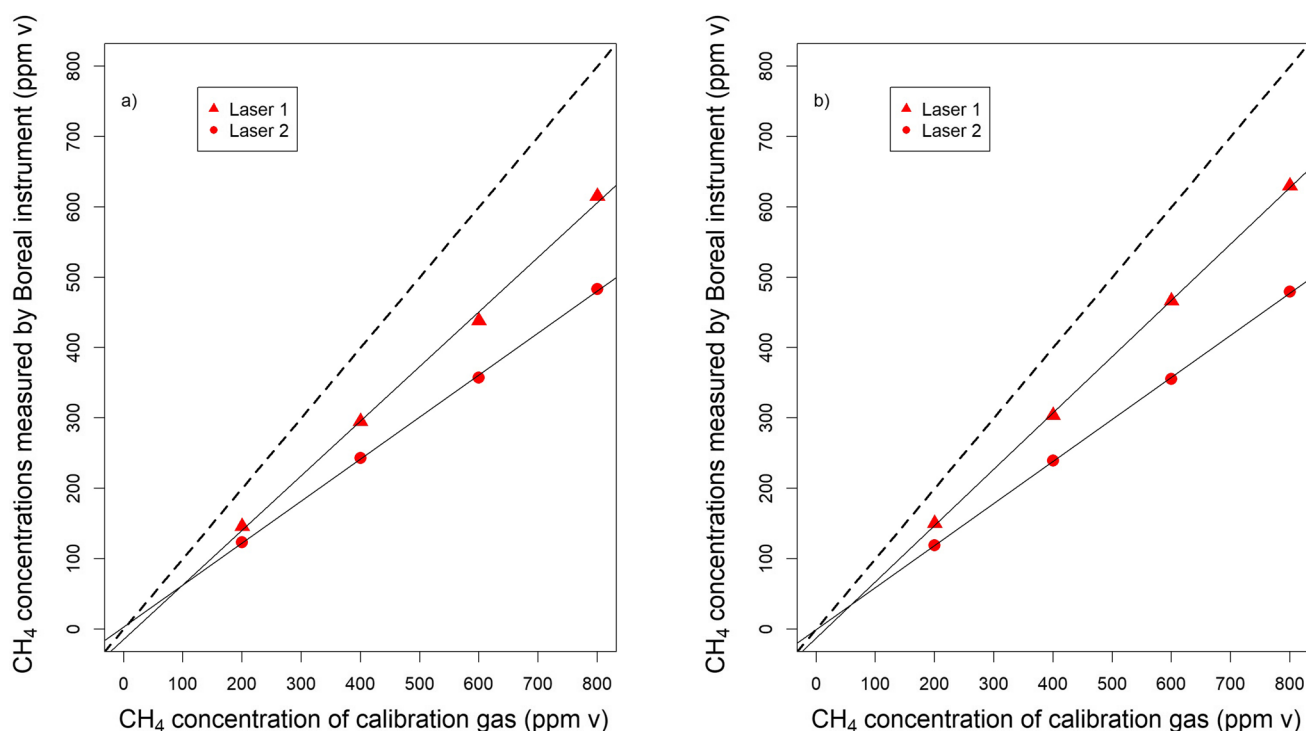 a)
Laser 1
Laser 2
CH₄ concentrations measured by Boreal instrument (ppm v)
800
700
600
500
400
300
200
100
0
0 100 200 300 400 500 600 700 800
CH₄ concentration of calibration gas (ppm v)
b)
Laser 1
Laser 2
CH₄ concentrations measured by Boreal instrument (ppm v)
800
700
600
500
400
300
200
100
0
0 100 200 300 400 500 600 700 800
CH₄ concentration of calibration gas (ppm v)